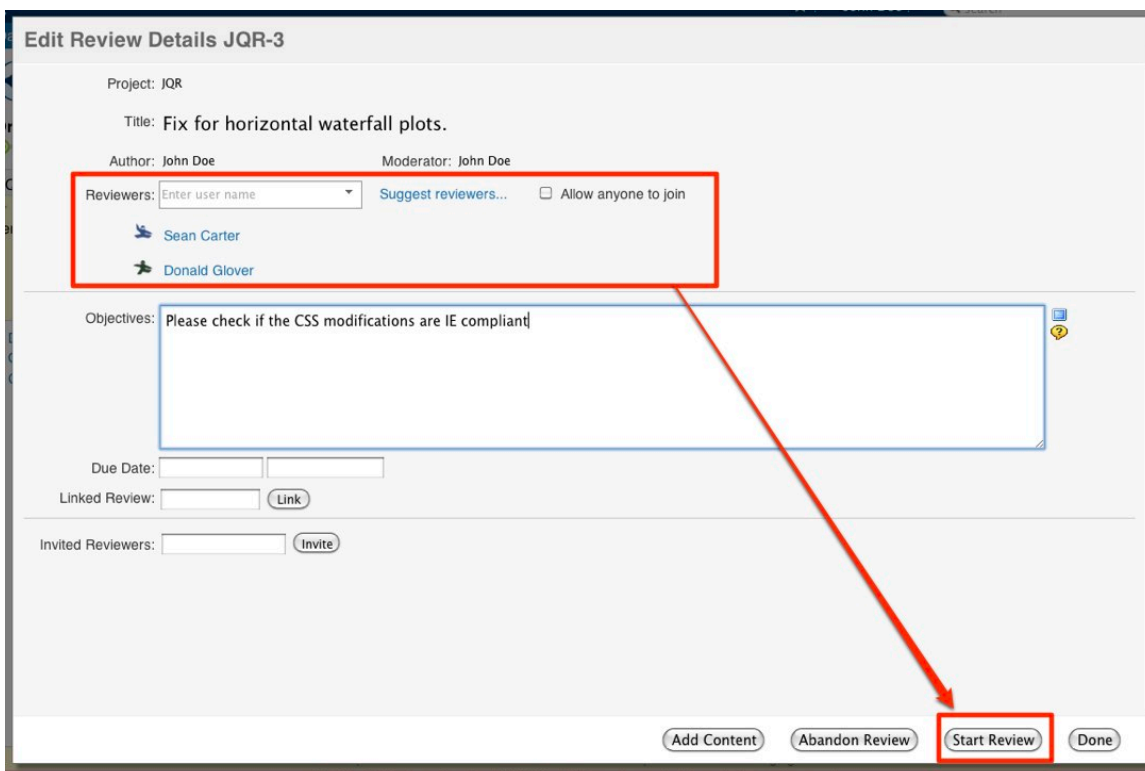 Edit Review Details JQR-3
Project: JQR
Title: Fix for horizontal waterfall plots.
Author: John Doe Moderator: John Doe
Reviewers: Enter user name Suggest reviewers... Allow anyone to join
Sean Carter
Donald Glover
Objectives: Please check if the CSS modifications are IE compliant
Due Date:
Linked Review: Link
Invited Reviewers: Invite
Add Content Abandon Review Start Review Done